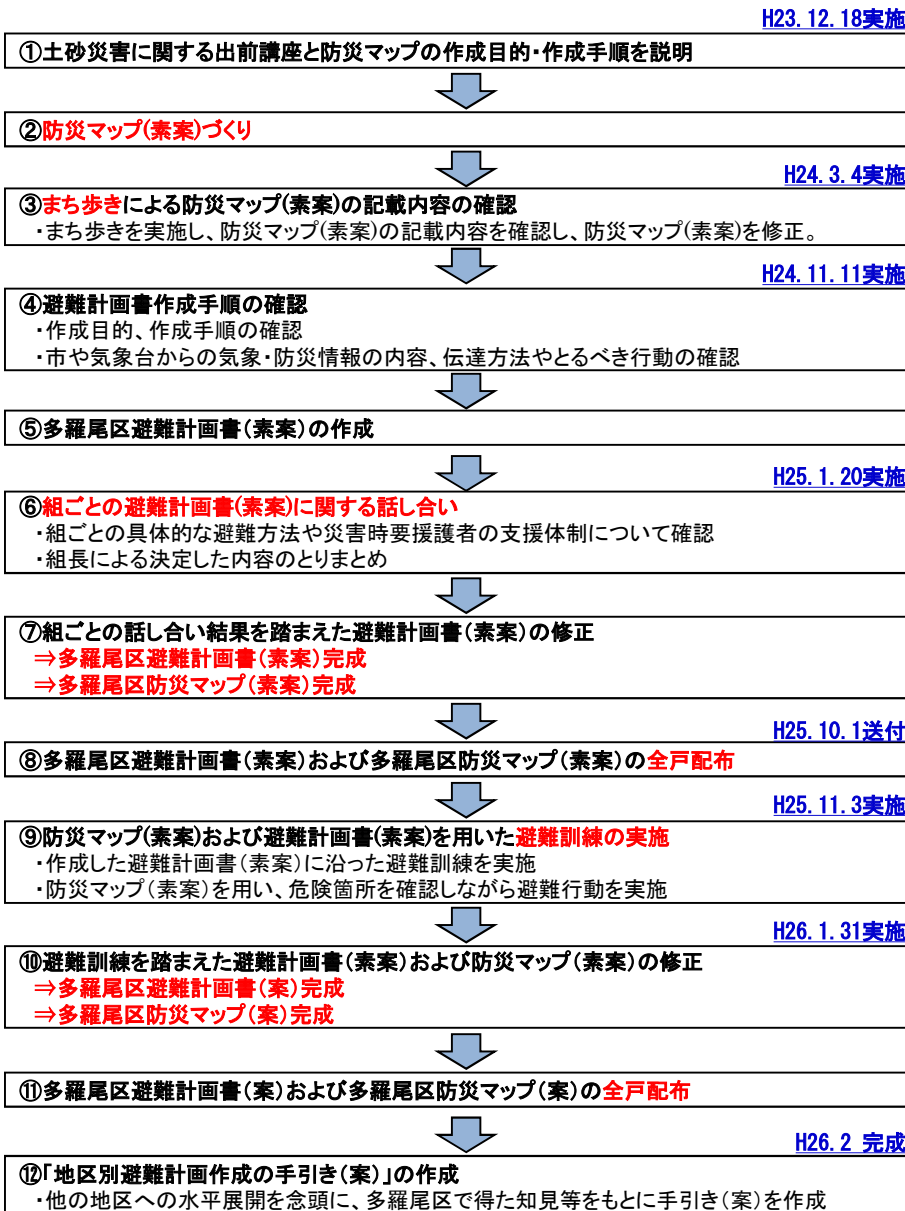 H23.12.18実施
①土砂災害に関する出前講座と防災マップの作成目的・作成手順を説明
②防災マップ(素案)づくり
H24.3.4実施
③まち歩きによる防災マップ(素案)の記載内容の確認
・まち歩きを実施し、防災マップ(素案)の記載内容を確認し、防災マップ(素案)を修正。
H24.11.11実施
④避難計画書作成手順の確認
・作成目的、作成手順の確認
・市や気象台からの気象・防災情報の内容、伝達方法やとるべき行動の確認
⑤多羅尾区避難計画書(素案)の作成
H25.1.20実施
⑥組ごとの避難計画書(素案)に関する話し合い
・組ごとの具体的な避難方法や災害時要援護者の支援体制について確認
・組長による決定した内容のとりまとめ
⑦組ごとの話し合い結果を踏まえた避難計画書(素案)の修正
⇒多羅尾区避難計画書(素案)完成
⇒多羅尾区防災マップ(素案)完成
H25.10.1送付
⑧多羅尾区避難計画書(素案)および多羅尾区防災マップ(素案)の全戸配布
H25.11.3実施
⑨防災マップ(素案)および避難計画書(素案)を用いた避難訓練の実施
・作成した避難計画書(素案)に沿った避難訓練を実施
・防災マップ(素案)を用い、危険箇所を確認しながら避難行動を実施
H26.1.31実施
⑩避難訓練を踏まえた避難計画書(素案)および防災マップ(素案)の修正
⇒多羅尾区避難計画書(案)完成
⇒多羅尾区防災マップ(案)完成
⑪多羅尾区避難計画書(案)および多羅尾区防災マップ(案)の全戸配布
H26.2 完成
⑫「地区別避難計画作成の手引き(案)」の作成
・他の地区への水平展開を念頭に、多羅尾区で得た知見等をもとに手引き(案)を作成